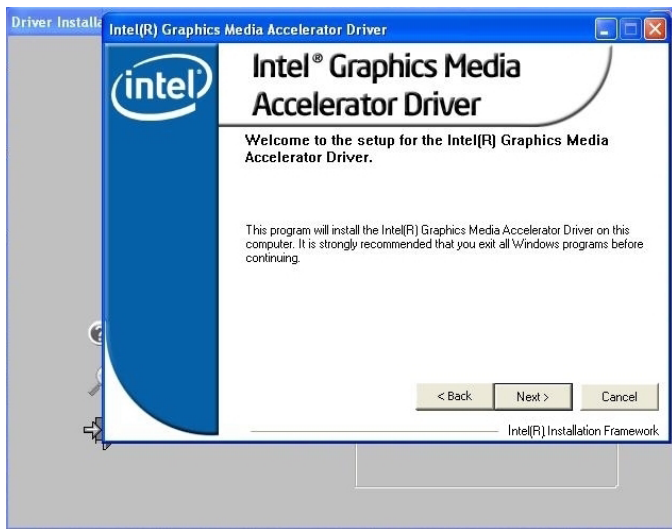 Driver Installa
Intel(R) Graphics Media Accelerator Driver
intel
Intel® Graphics Media
Accelerator Driver
Welcome to the setup for the Intel(R) Graphics Media
Accelerator Driver.
This program will install the Intel(R) Graphics Media Accelerator Driver on this
computer. It is strongly recommended that you exit all Windows programs before
continuing.
< Back Next > Cancel
Intel(R) Installation Framework